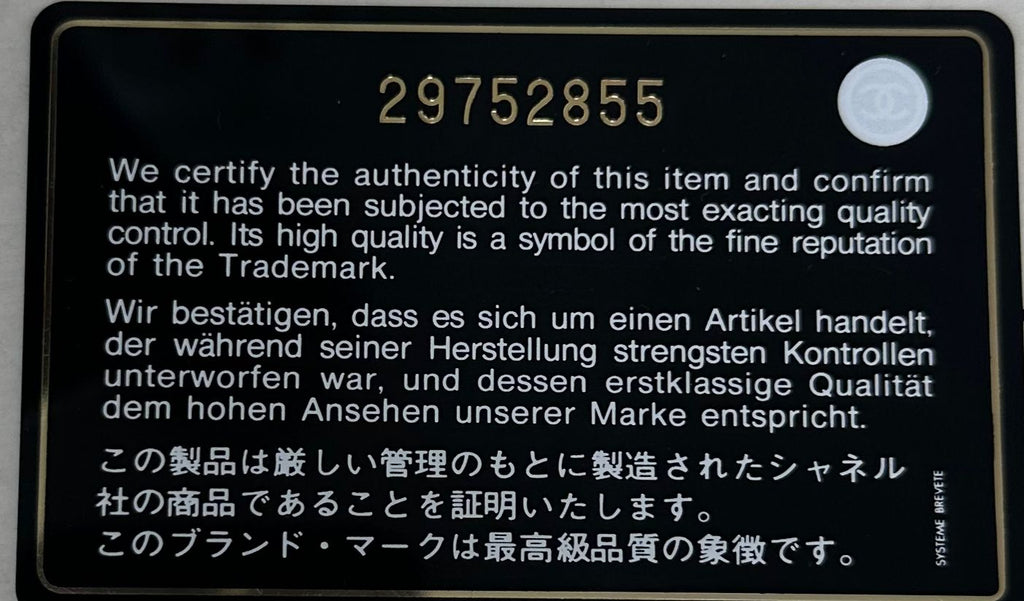 29752855
We certify the authenticity of this item and confirm
that it has been subjected to the most exacting quality
control. Its high quality is a symbol of the fine reputation
of the Trademark.
Wir bestätigen, dass es sich um einen Artikel handelt,
der während seiner Herstellung strengsten Kontrollen
unterworfen war, und dessen erstklassige Qualität
dem hohen Ansehen unserer Marke entspricht.
この製品は厳しい管理のもとに製造されたシャネル
社の商品であることを証明いたします。
このブランド・マークは最高級品質の象徴です。
SYSTEME BREVETE